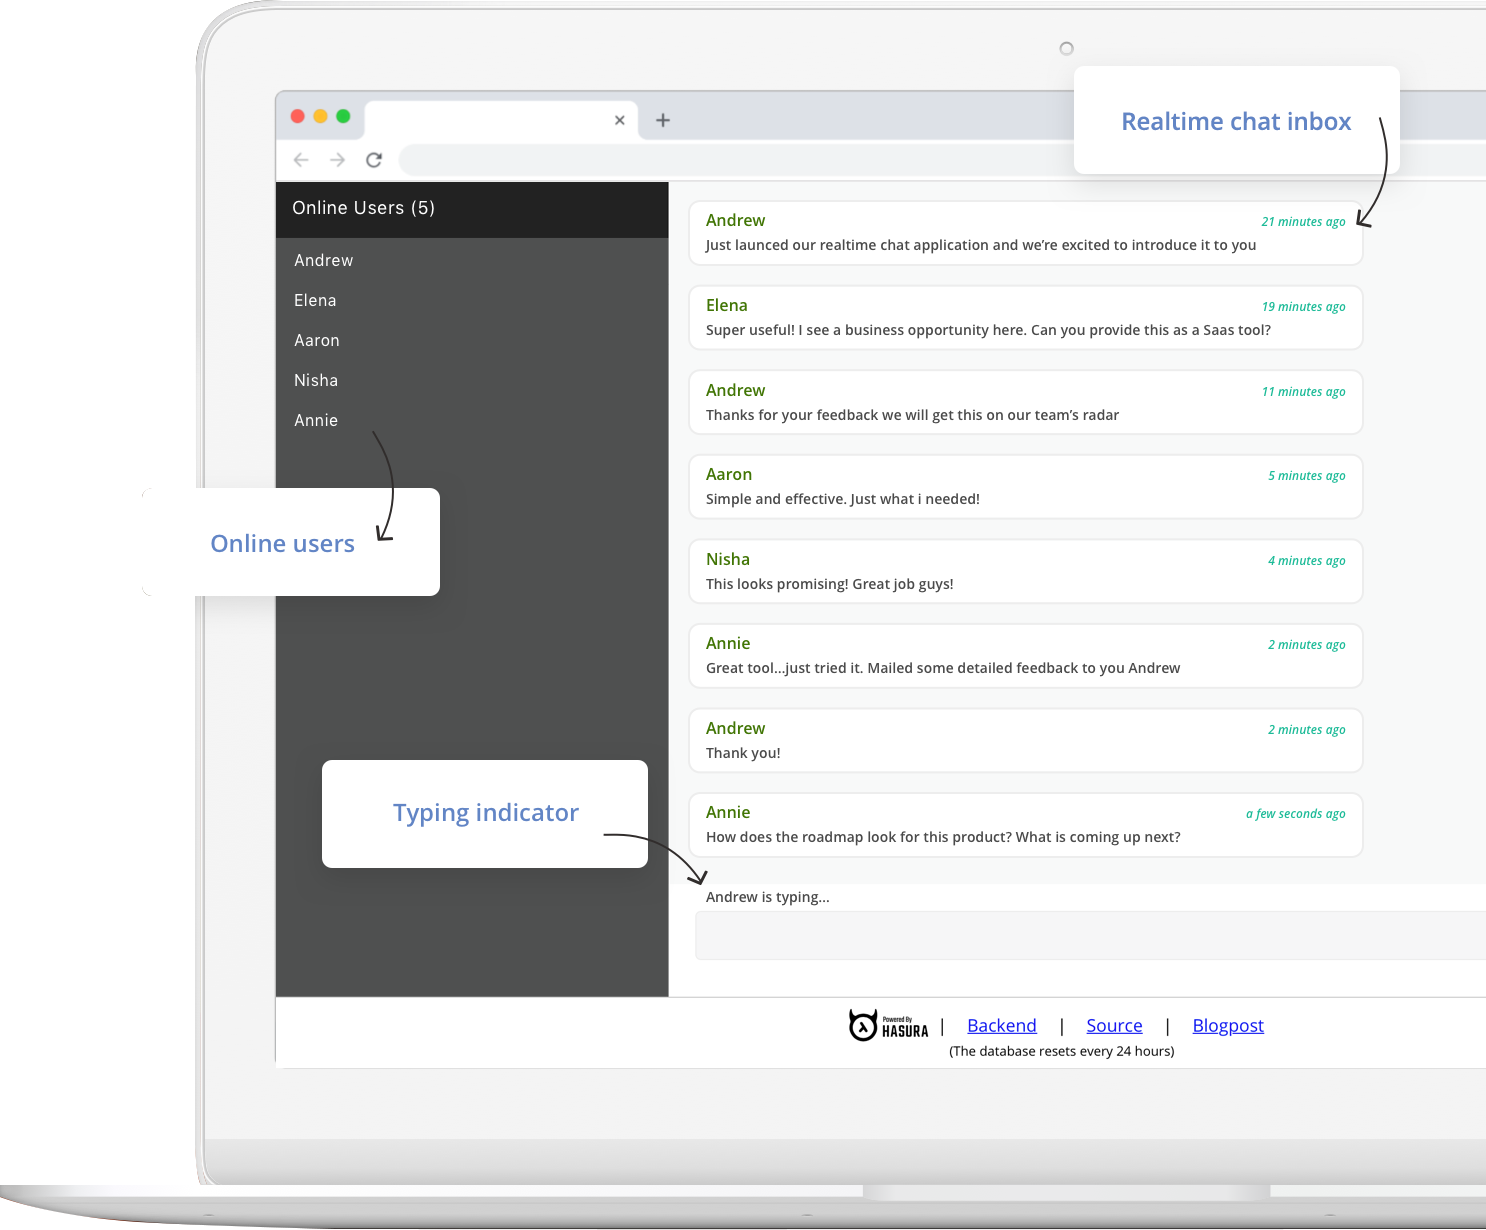 Realtime chat inbox
Online Users (5)
Andrew
Elena
Aaron
Nisha
Annie
Online users
Typing indicator
Andrew
21 minutes ago
Just launced our realtime chat application and we’re excited to introduce it to you
Elena
19 minutes ago
Super useful! I see a business opportunity here. Can you provide this as a Saas tool?
Andrew
11 minutes ago
Thanks for your feedback we will get this on our team’s radar
Aaron
5 minutes ago
Simple and effective. Just what i needed!
Nisha
4 minutes ago
This looks promising! Great job guys!
Annie
2 minutes ago
Great tool...just tried it. Mailed some detailed feedback to you Andrew
Andrew
2 minutes ago
Thank you!
Annie
a few seconds ago
How does the roadmap look for this product? What is coming up next?
Andrew is typing...
Powered By
HASURA | Backend | Source | Blogpost
(The database resets every 24 hours)